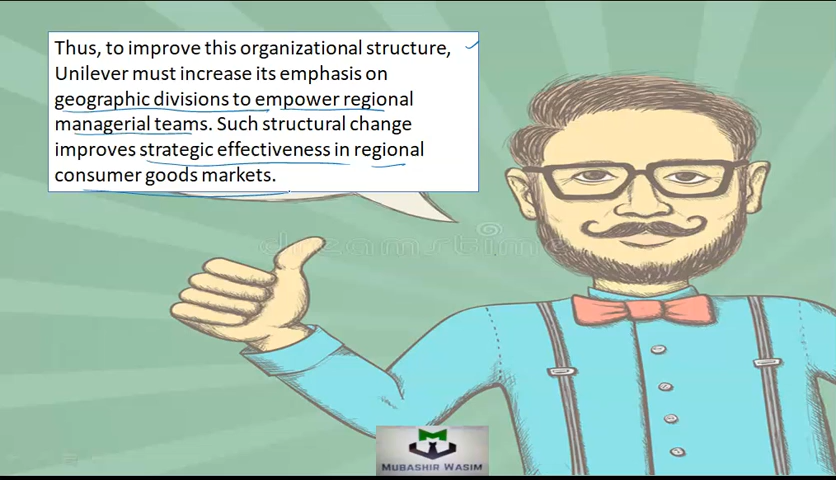 Thus, to improve this organizational structure,
Unilever must increase its emphasis on
geographic divisions to empower regional
managerial teams. Such structural change
improves strategic effectiveness in regional
consumer goods markets.
dreamstime
M
MUBASHIR WASIM